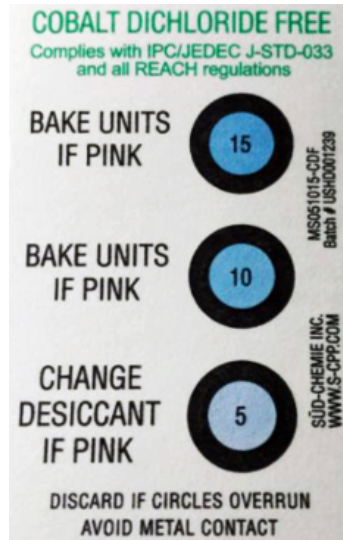 COBALT DICHLORIDE FREE
Complies with IPC/JEDEC J-STD-033
and all REACH regulations
BAKE UNITS
IF PINK
15
MS051015-CDF
Batch # USHD001239
BAKE UNITS
IF PINK
10
CHANGE
DESICCANT
IF PINK
5
SÜD-CHEMIE INC.
WWW.S-CPP.COM
DISCARD IF CIRCLES OVERRUN
AVOID METAL CONTACT